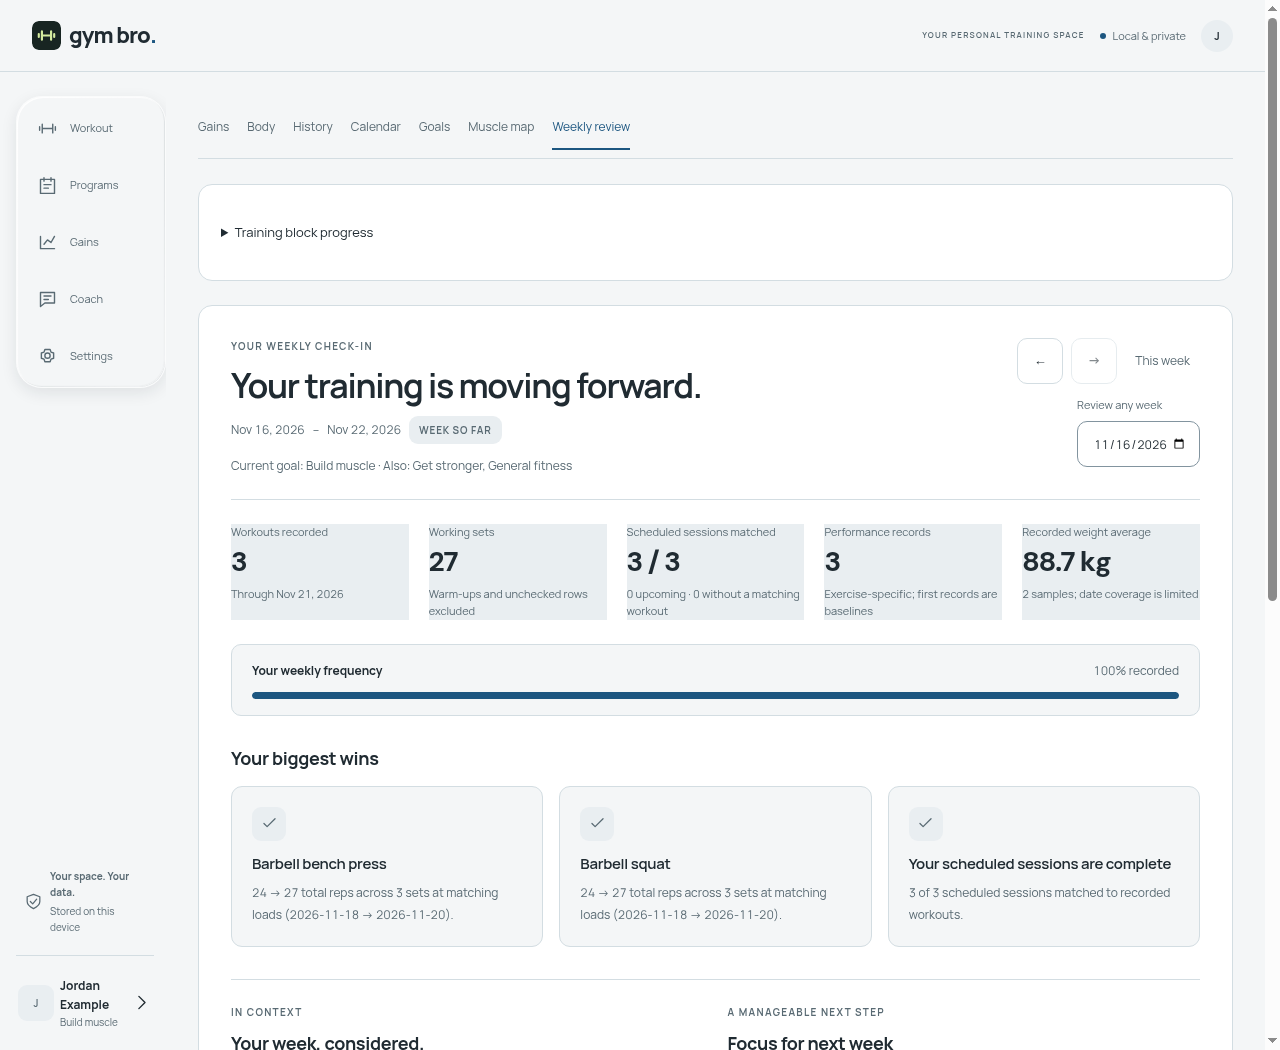 gym bro.
YOUR PERSONAL TRAINING SPACE
Local & private
J
Workout
Programs
Gains
Coach
Settings
Gains
Body
History
Calendar
Goals
Muscle map
Weekly review
Training block progress
YOUR WEEKLY CHECK-IN
Your training is moving forward.
Nov 16, 2026 – Nov 22, 2026
WEEK SO FAR
Current goal: Build muscle · Also: Get stronger, General fitness
←
→
This week
Review any week
11/16/2026
Workouts recorded
3
Through Nov 21, 2026
Working sets
27
Warm-ups and unchecked rows
excluded
Scheduled sessions matched
3 / 3
0 upcoming · 0 without a matching
workout
Performance records
3
Exercise-specific; first records are
baselines
Recorded weight average
88.7 kg
2 samples; date coverage is limited
Your weekly frequency
100% recorded
Your biggest wins
Barbell bench press
24 → 27 total reps across 3 sets at matching
loads (2026-11-18 → 2026-11-20).
Barbell squat
24 → 27 total reps across 3 sets at matching
loads (2026-11-18 → 2026-11-20).
Your scheduled sessions are complete
3 of 3 scheduled sessions matched to recorded
workouts.
IN CONTEXT
Your week, considered.
A MANAGEABLE NEXT STEP
Focus for next week
Your space. Your
data.
Stored on this
device
J
Jordan
Example
Build muscle